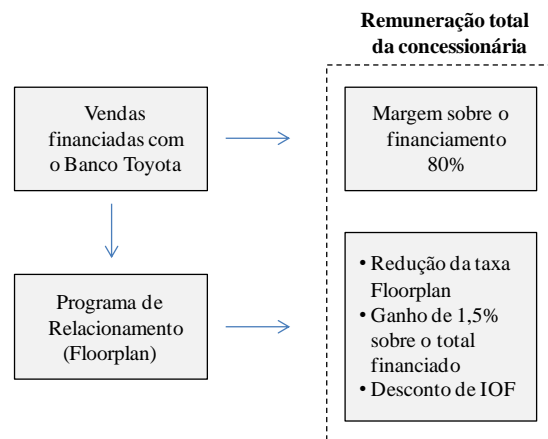 Remuneração total
da concessionária
Vendas
financiadas com
o Banco Toyota
Margem sobre o
financiamento
80%
Programa de
Relacionamento
(Floorplan)
• Redução da taxa
Floorplan
• Ganho de 1,5%
sobre o total
financiado
• Desconto de IOF